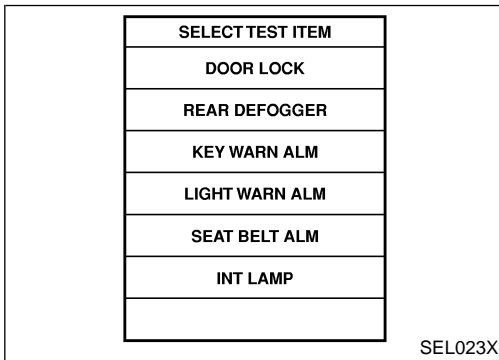 SELECT TEST ITEM
DOOR LOCK
REAR DEFOGGER
KEY WARN ALM
LIGHT WARN ALM
SEAT BELT ALM
INT LAMP
SEL023X